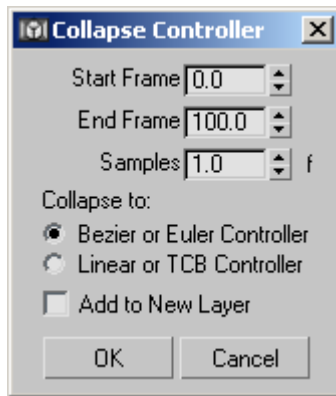 Collapse Controller
Start Frame 0.0
End Frame 100.0
Samples 1.0 f
Collapse to:
Bezier or Euler Controller
Linear or TCB Controller
Add to New Layer
OK Cancel